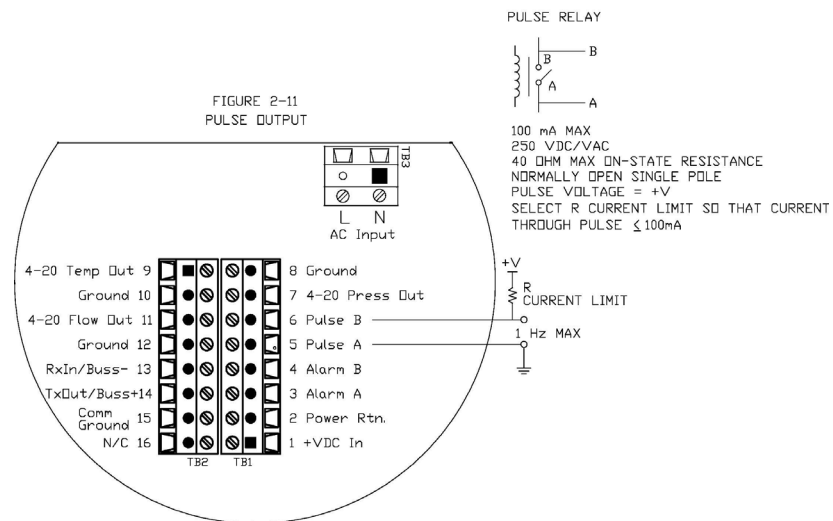 PULSE RELAY
B
B
A
A
100 mA MAX
250 VDC/VAC
40 OHM MAX ON-STATE RESISTANCE
NORMALLY OPEN SINGLE POLE
PULSE VOLTAGE = +V
SELECT R CURRENT LIMIT SO THAT CURRENT
THROUGH PULSE ≤100mA
FIGURE 2-11
PULSE OUTPUT
TB3
L N
AC Input
4-20 Temp Out 9
Ground 10
4-20 Flow Out 11
Ground 12
RxIn/Buss- 13
TxOut/Buss+14
Comm
Ground 15
N/C 16
TB2
TB1
8 Ground
7 4-20 Press Out
6 Pulse B
5 Pulse A
4 Alarm B
3 Alarm A
2 Power Rtn.
1 +VDC In
+V
R
CURRENT LIMIT
1 Hz MAX